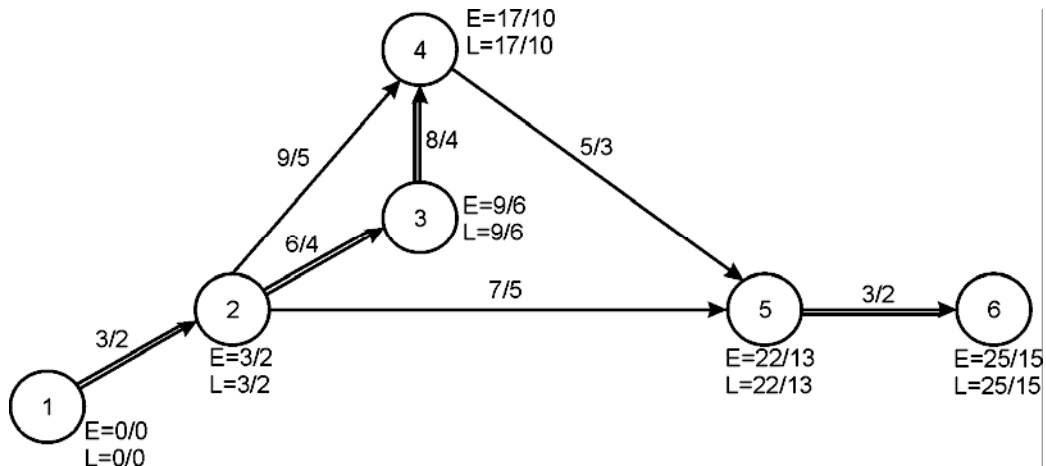 E=17/10
L=17/10
4
9/5
8/4
5/3
3
E=9/6
L=9/6
6/4
7/5
2
5
3/2
6
3/2
E=3/2
L=3/2
E=22/13
L=22/13
E=25/15
L=25/15
1
E=0/0
L=0/0